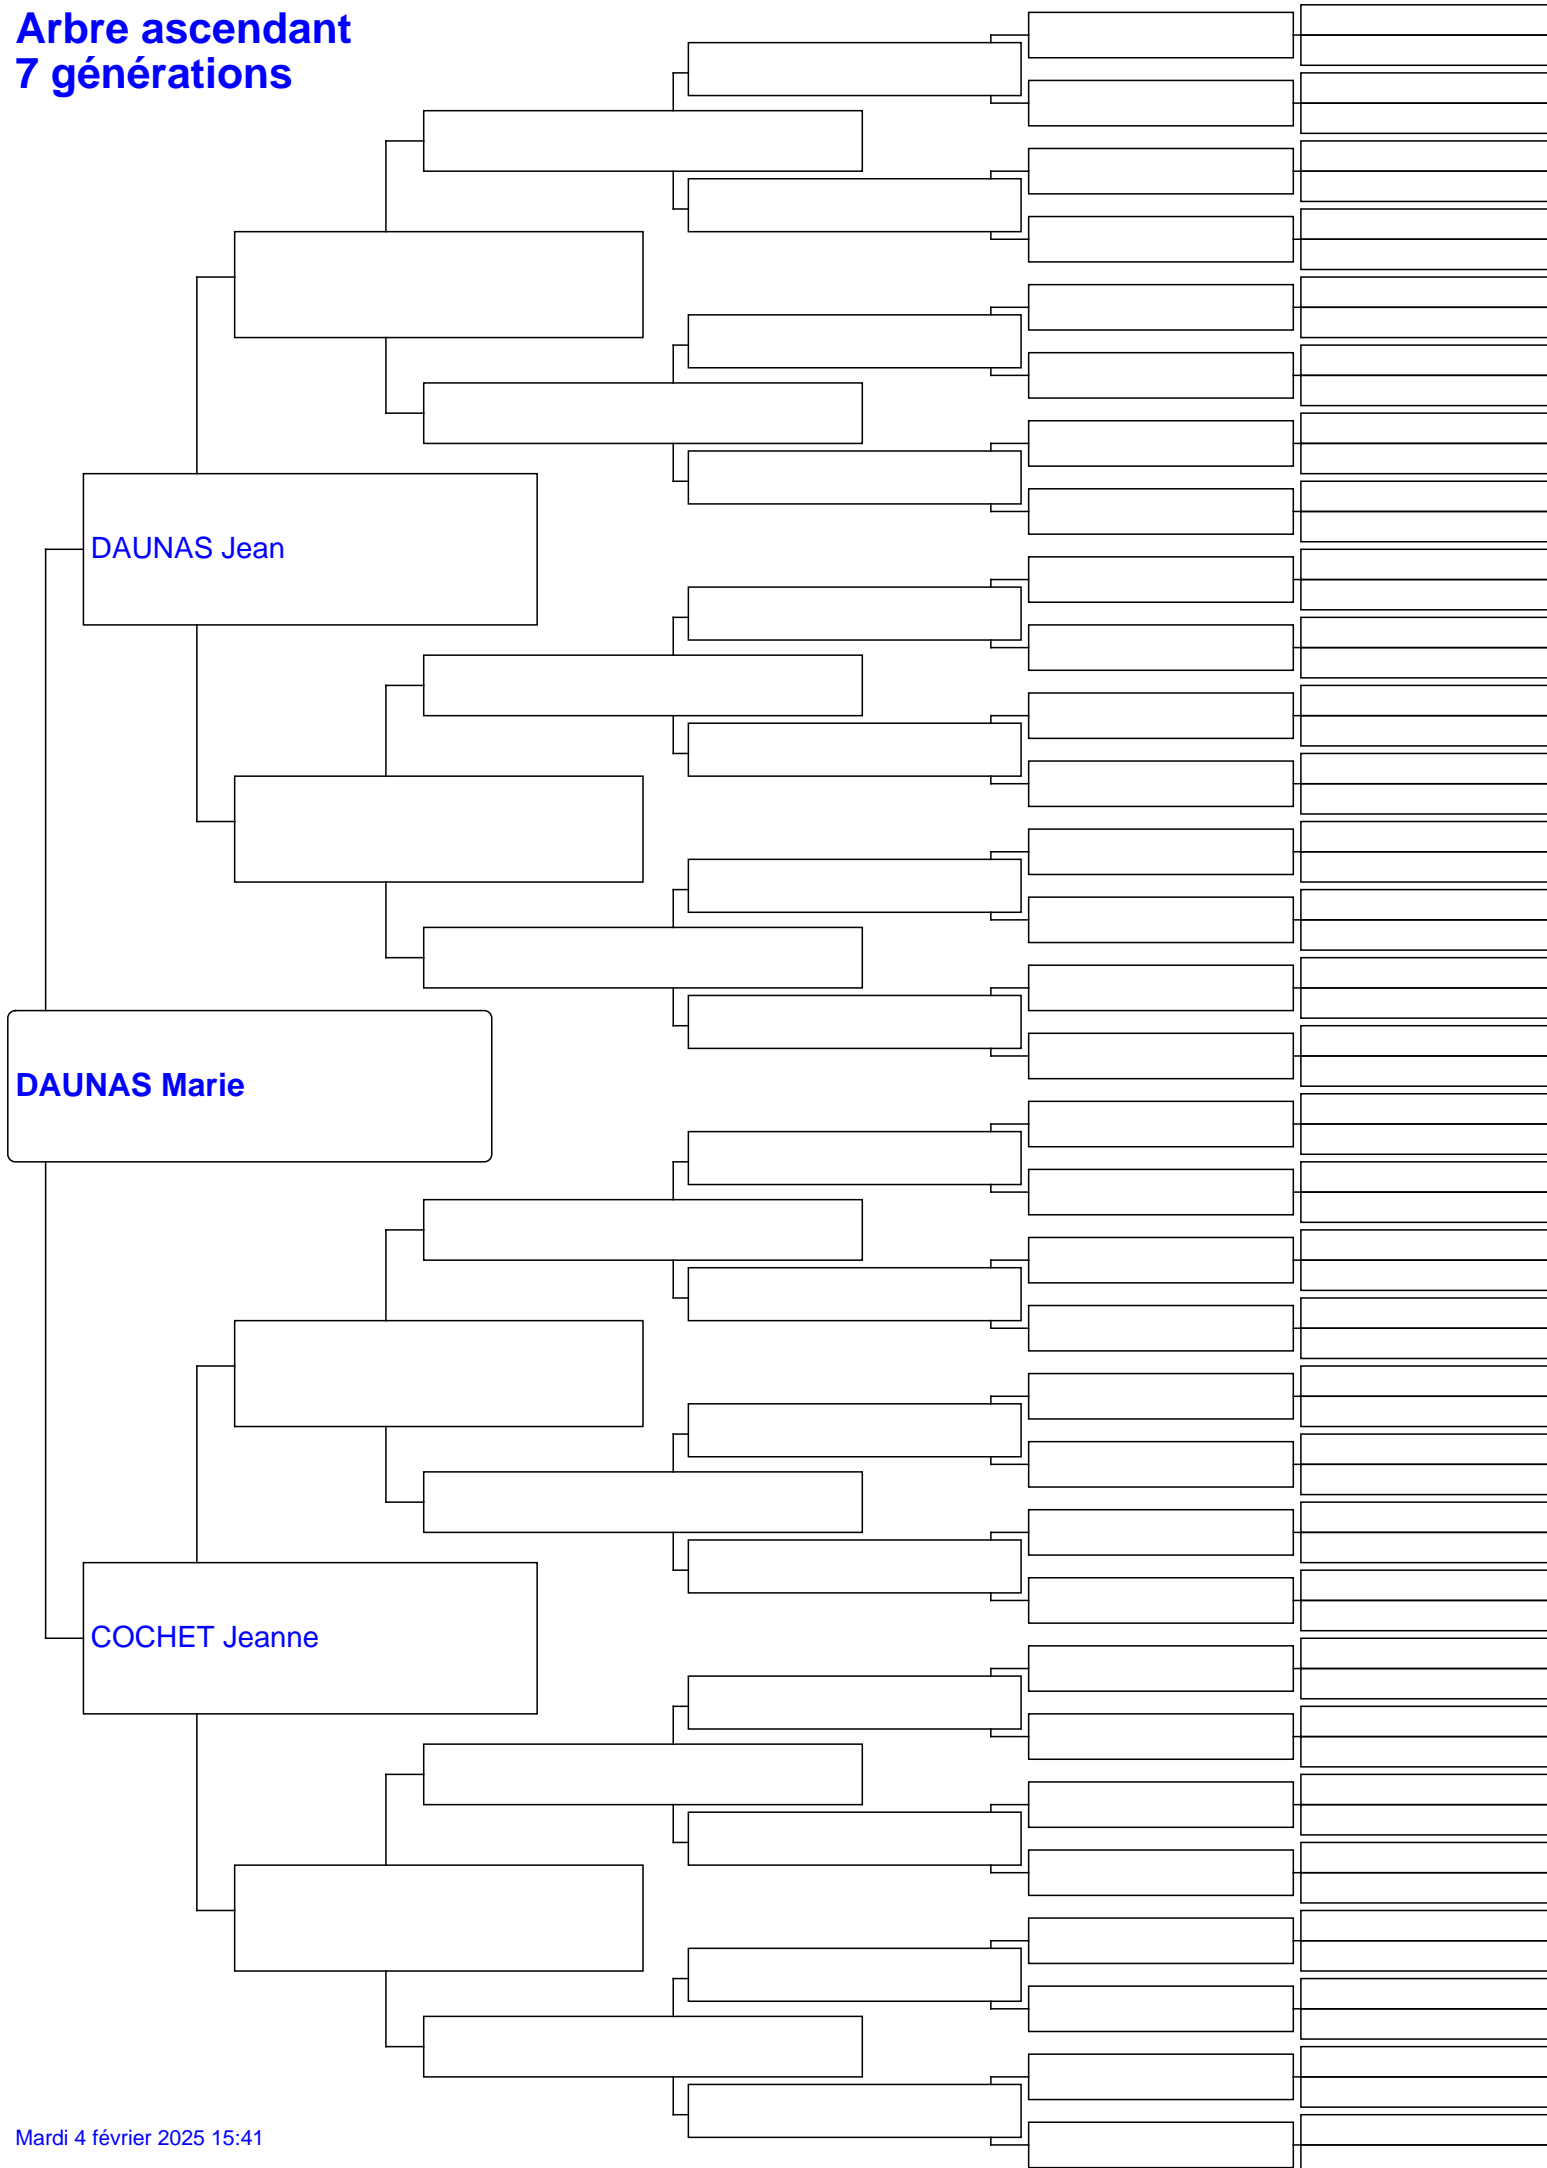 Arbre ascendant
7 générations
DAUNAS Jean
DAUNAS Marie
COCHET Jeanne
Mardi 4 février 2025 15:41